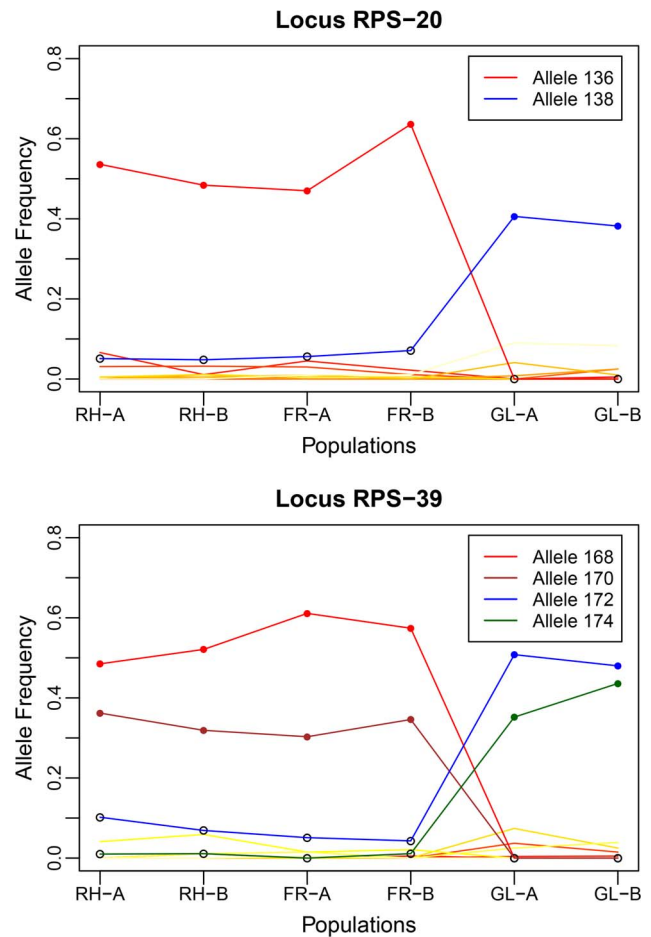 Locus RPS−20
Allele Frequency
0.8
0.6
0.4
0.2
0.0
Allele 136
Allele 138
RH−A RH−B FR−A FR−B GL−A GL−B
Populations
Locus RPS−39
Allele Frequency
0.8
0.6
0.4
0.2
0.0
Allele 168
Allele 170
Allele 172
Allele 174
RH−A RH−B FR−A FR−B GL−A GL−B
Populations